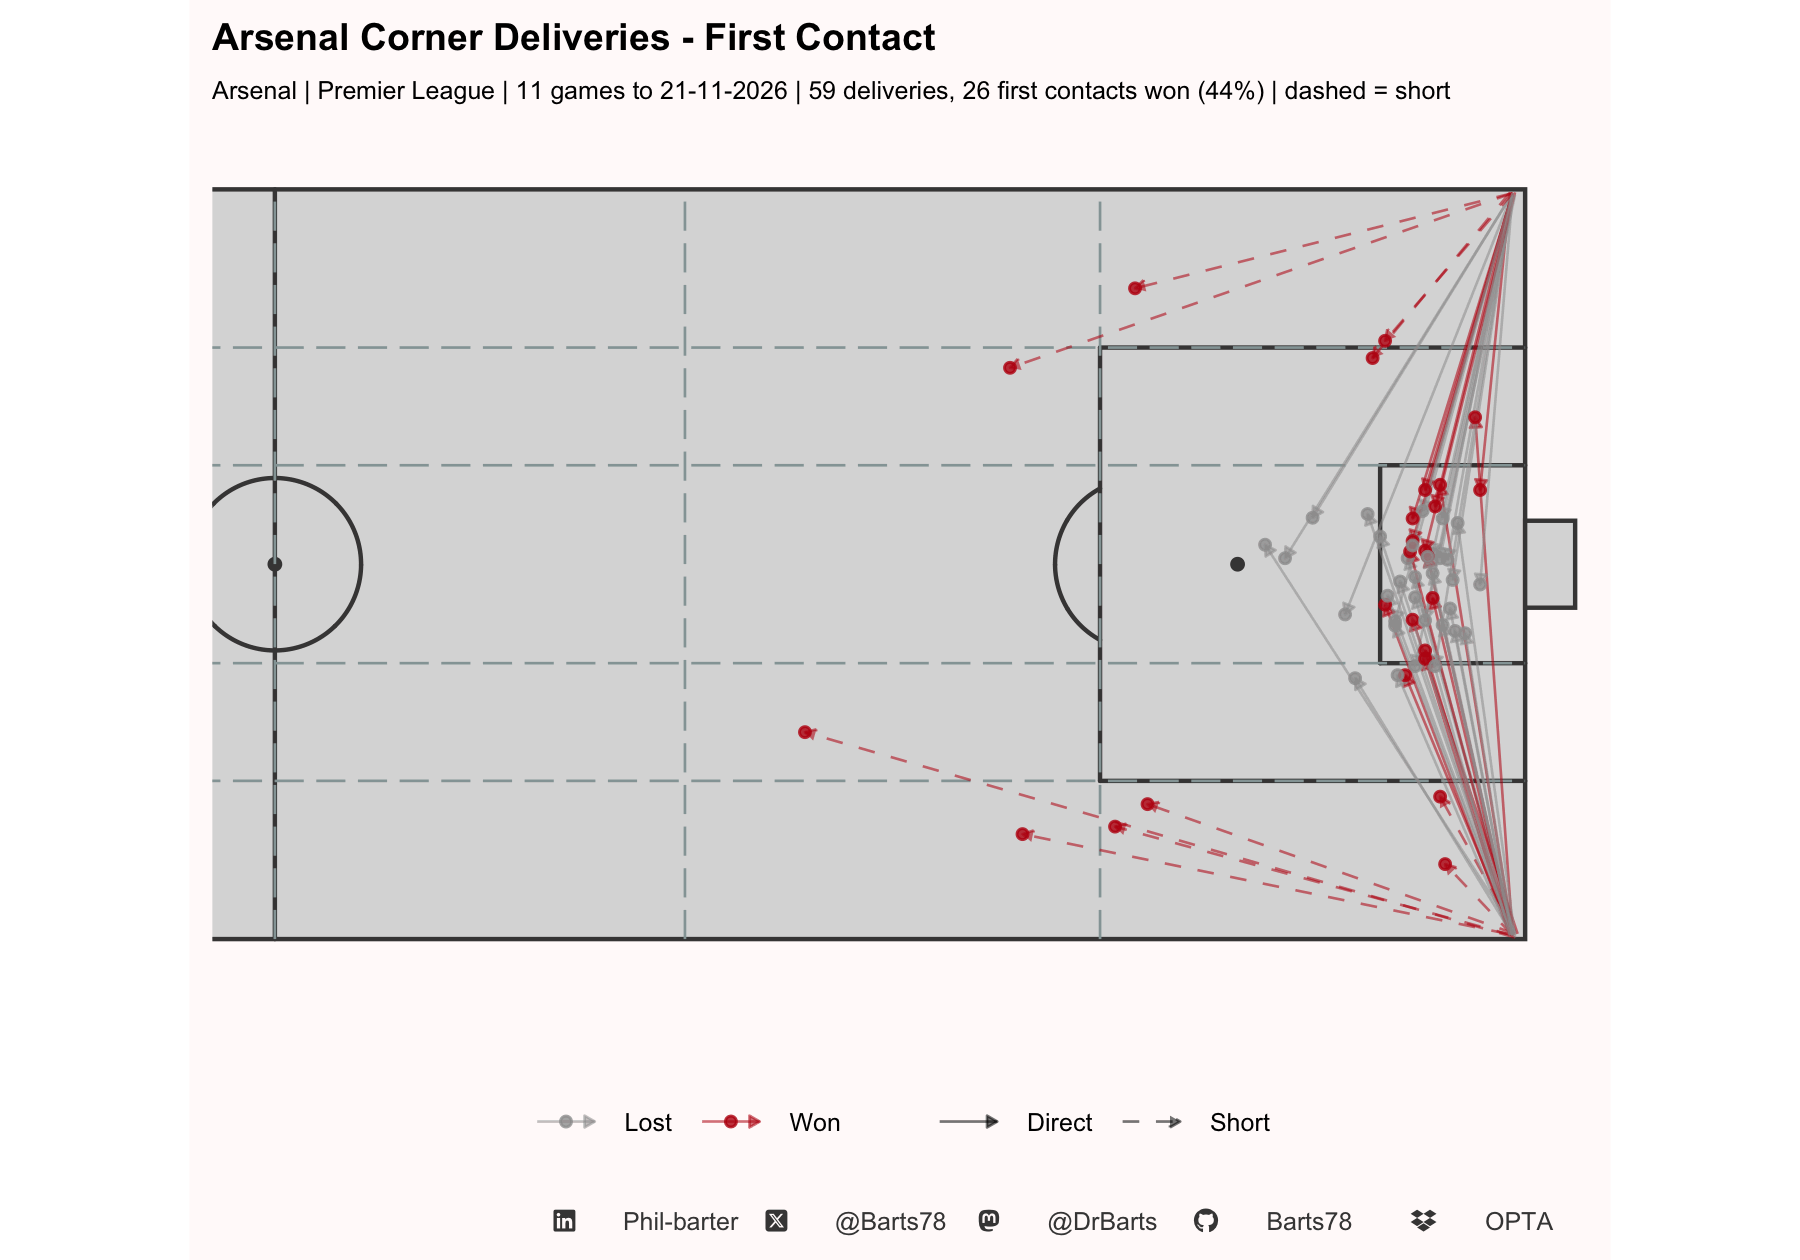 Arsenal Corner Deliveries - First Contact
Arsenal | Premier League | 11 games to 21-11-2026 | 59 deliveries, 26 first contacts won (44%) | dashed = short
Lost Won Direct Short
Phil-barter @Barts78 @DrBarts Barts78 OPTA